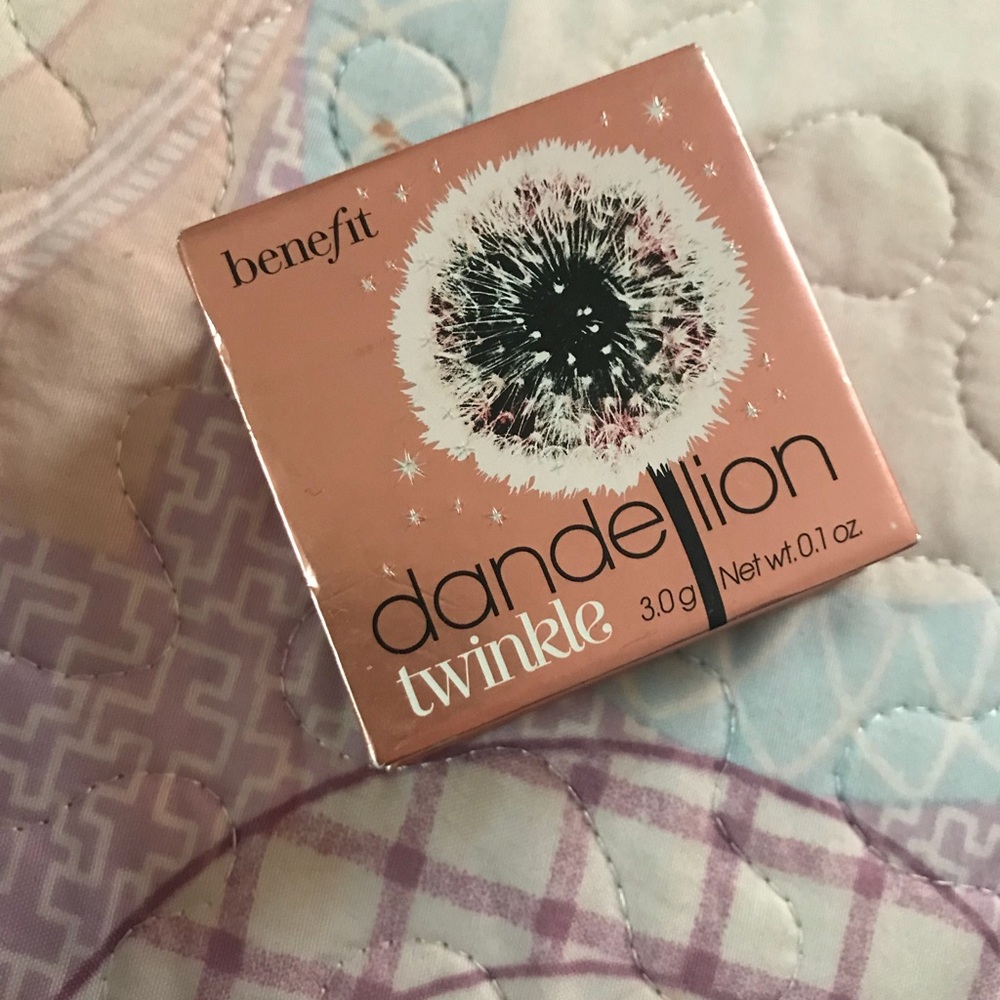 benefit
dandelion
twinkle
3.0 g Net wt. 0.1 oz.